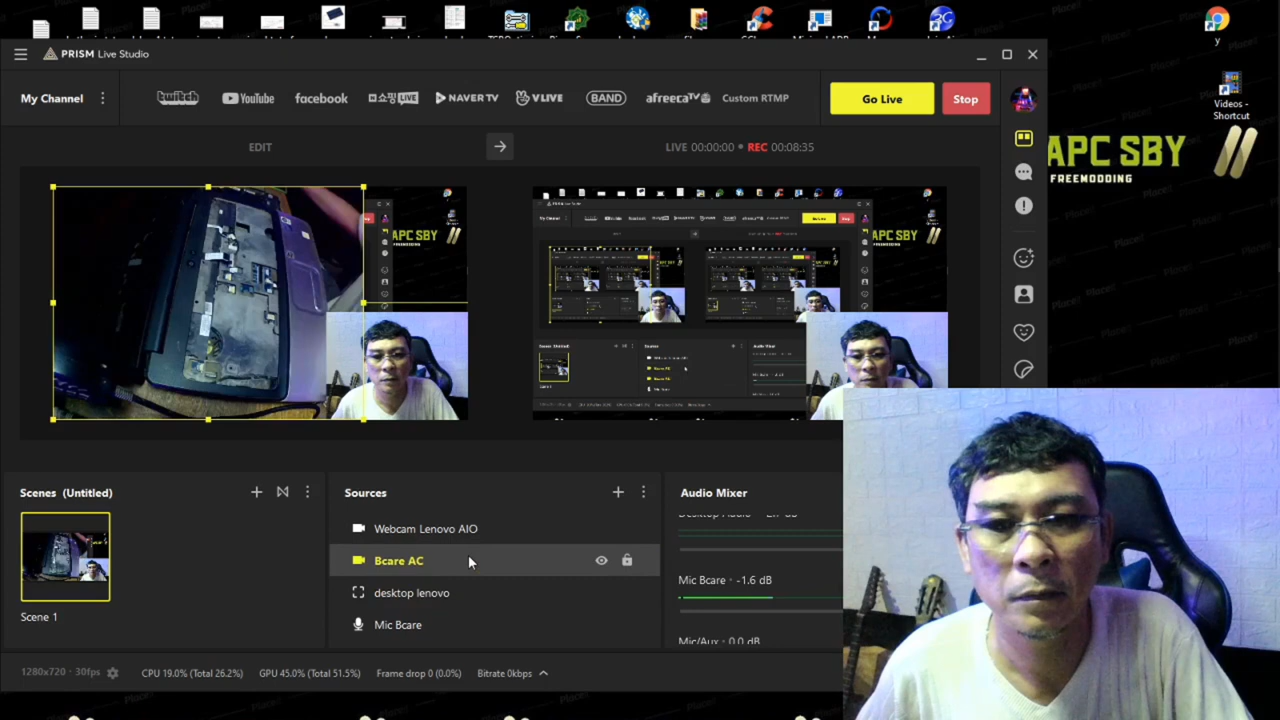 PRISM Live Studio
My Channel
twitch
YouTube
facebook
LIVE
NAVER TV
VLIVE
BAND
afreecaTV
Custom RTMP
Go Live
Stop
y
Videos -
Shortcut
APC SBY
FREEMODDING
EDIT
LIVE 00:00:00 • REC 00:08:35
Scenes (Untitled)
Scene 1
Sources
Webcam Lenovo AIO
Bcare AC
desktop lenovo
Mic Bcare
Audio Mixer
Mic Bcare • -1.6 dB
Mic/Aux • 0.0 dB
1280x720 • 30fps
CPU 19.0% (Total 26.2%)
GPU 45.0% (Total 51.5%)
Frame drop 0 (0.0%)
Bitrate 0kbps